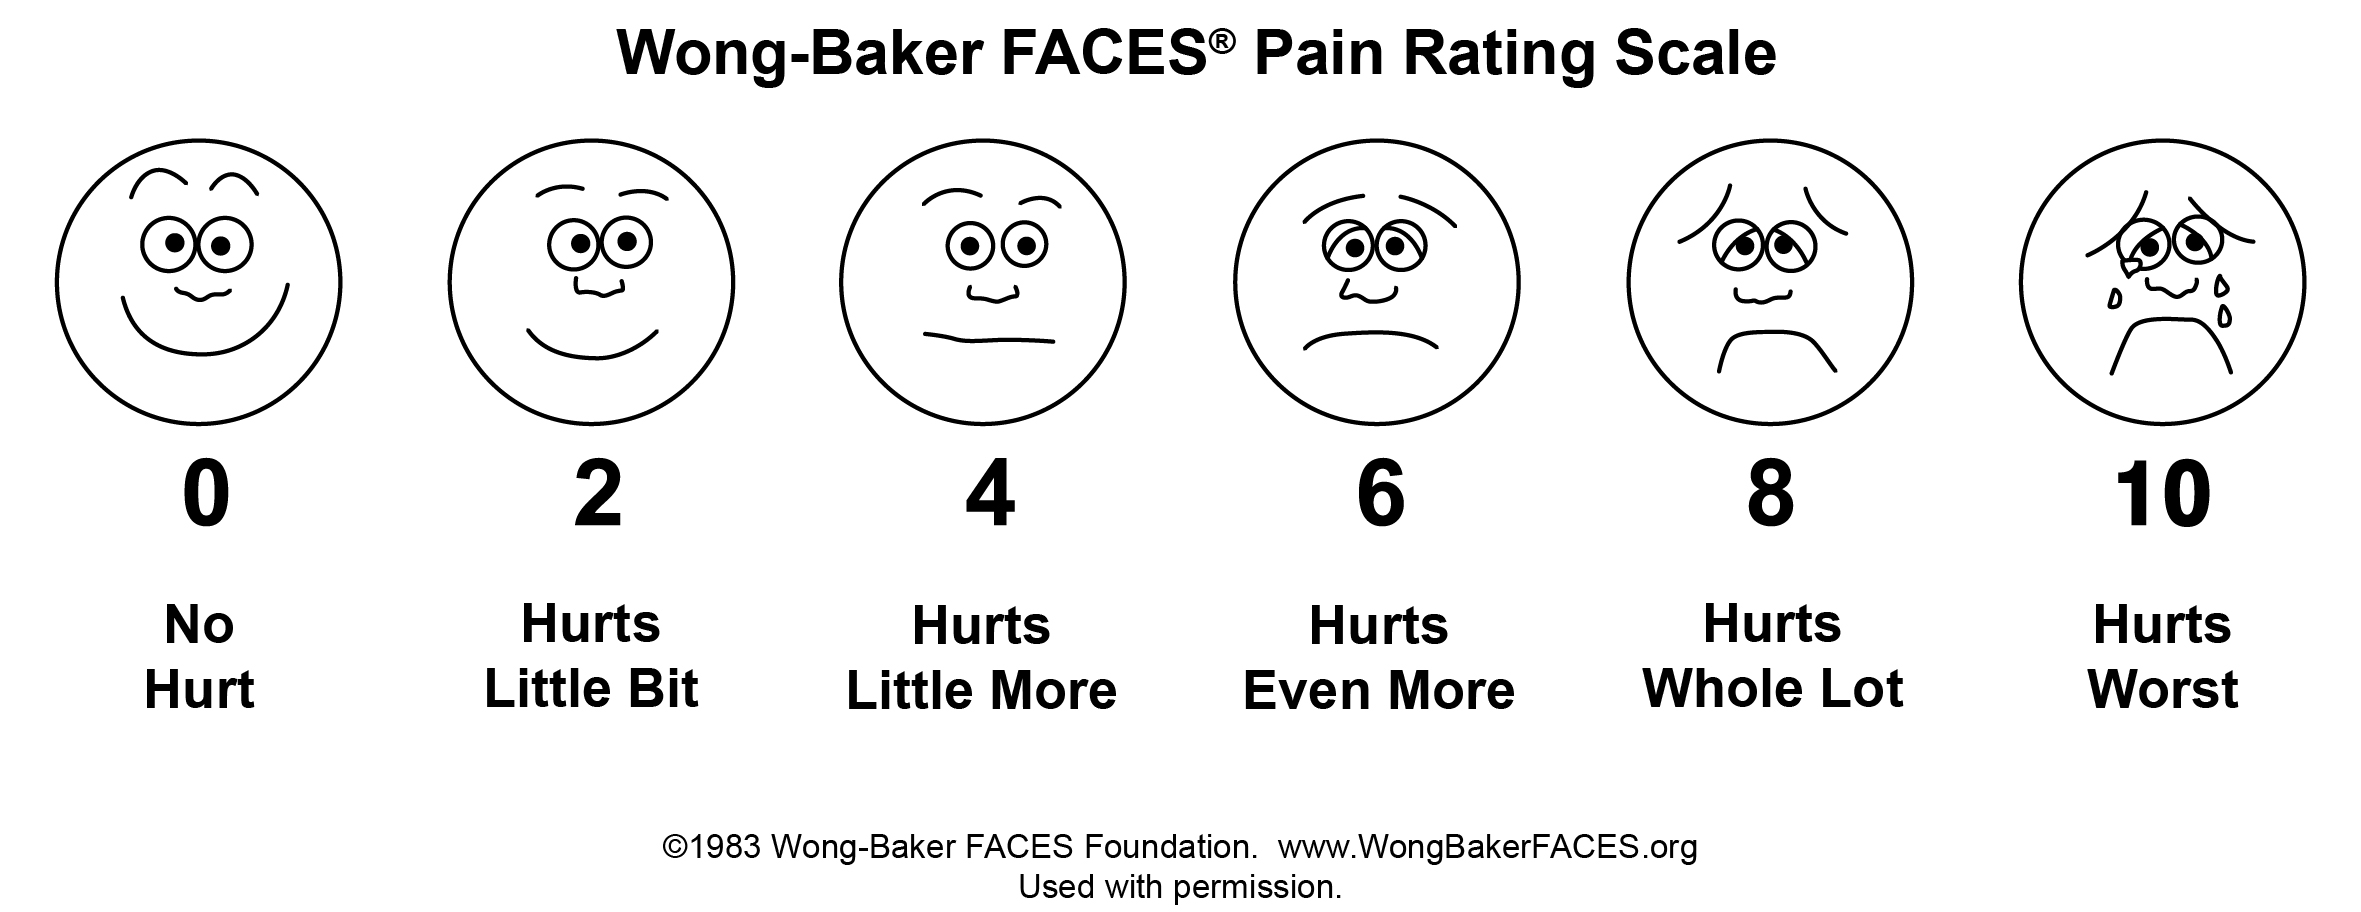 Wong-Baker FACES® Pain Rating Scale
0 2 4 6 8 10
No Hurts Hurts Hurts Hurts Hurts
Hurt Little Bit Little More Even More Whole Lot Worst
©1983 Wong-Baker FACES Foundation. www.WongBakerFACES.org
Used with permission.